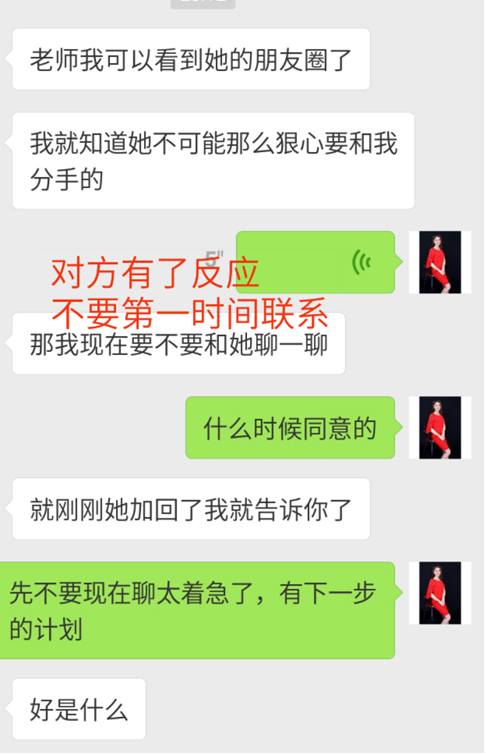 老师我可以看到她的朋友圈了
我就知道她不可能那么狠心要和我
分手的
5"
对方有了反应
不要第一时间联系
那我现在要不要和她聊一聊
什么时候同意的
就刚刚她加回了我就告诉你了
先不要现在聊太着急了，有下一步
的计划
好是什么